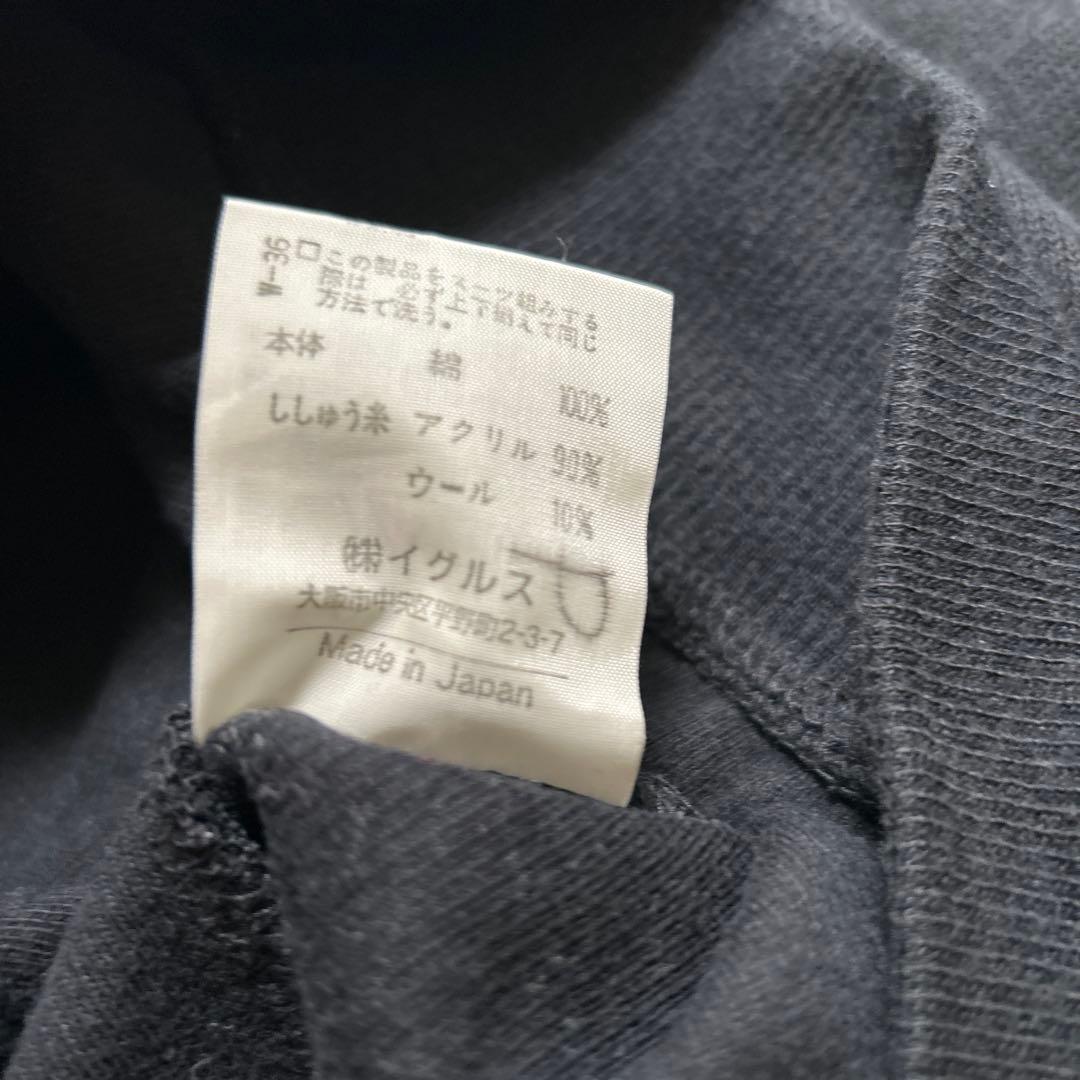 W-36
□この製品をスーツ組みする
際は 必ず上下揃えて同じ
方法で洗う。
本体 綿 100%
ししゅう糸 アクリル 90%
ウール 10%
㈱イグルス
大阪市中央区平野町2-3-7
Made in Japan